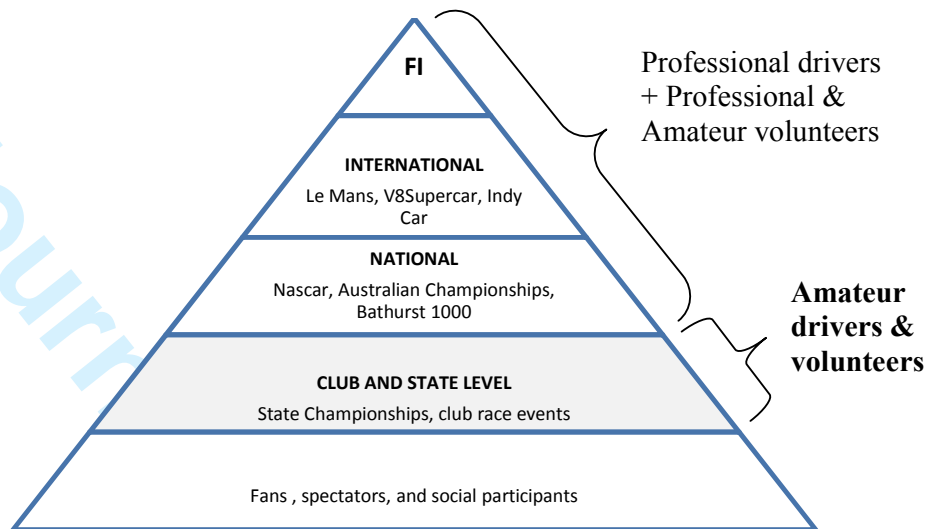 FI
Professional drivers
+ Professional &
Amateur volunteers
INTERNATIONAL
Le Mans, V8Supercar, Indy
Car
NATIONAL
Nascar, Australian Championships,
Bathurst 1000
Amateur
drivers &
volunteers
CLUB AND STATE LEVEL
State Championships, club race events
Fans , spectators, and social participants